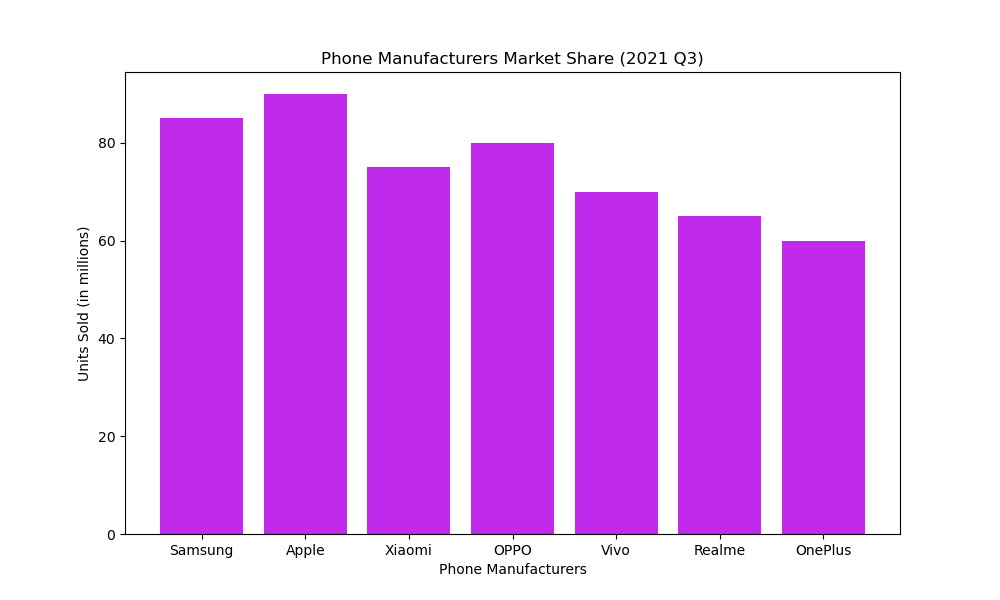 Phone Manufacturers Market Share (2021 Q3)
Units Sold (in millions)
80
60
40
20
0
Samsung Apple Xiaomi OPPO Vivo Realme OnePlus
Phone Manufacturers